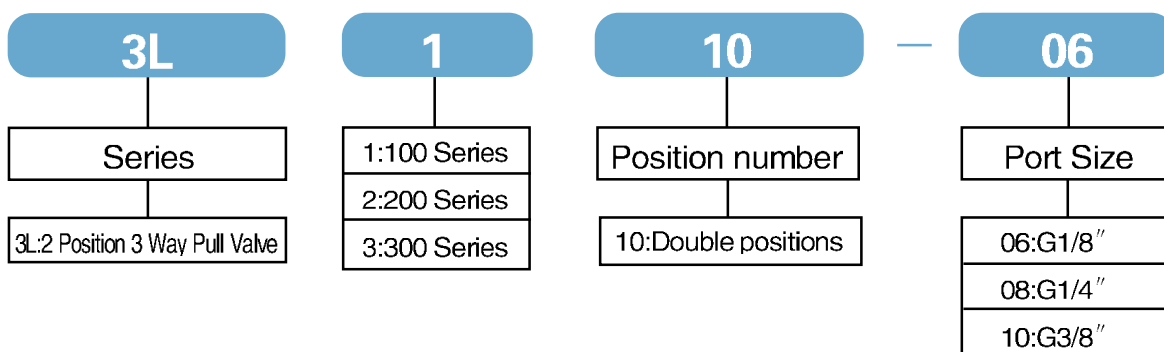 3L 1 10 — 06
Series
3L:2 Position 3 Way Pull Valve
1:100 Series
2:200 Series
3:300 Series
Position number
10:Double positions
Port Size
06:G1/8″
08:G1/4″
10:G3/8″